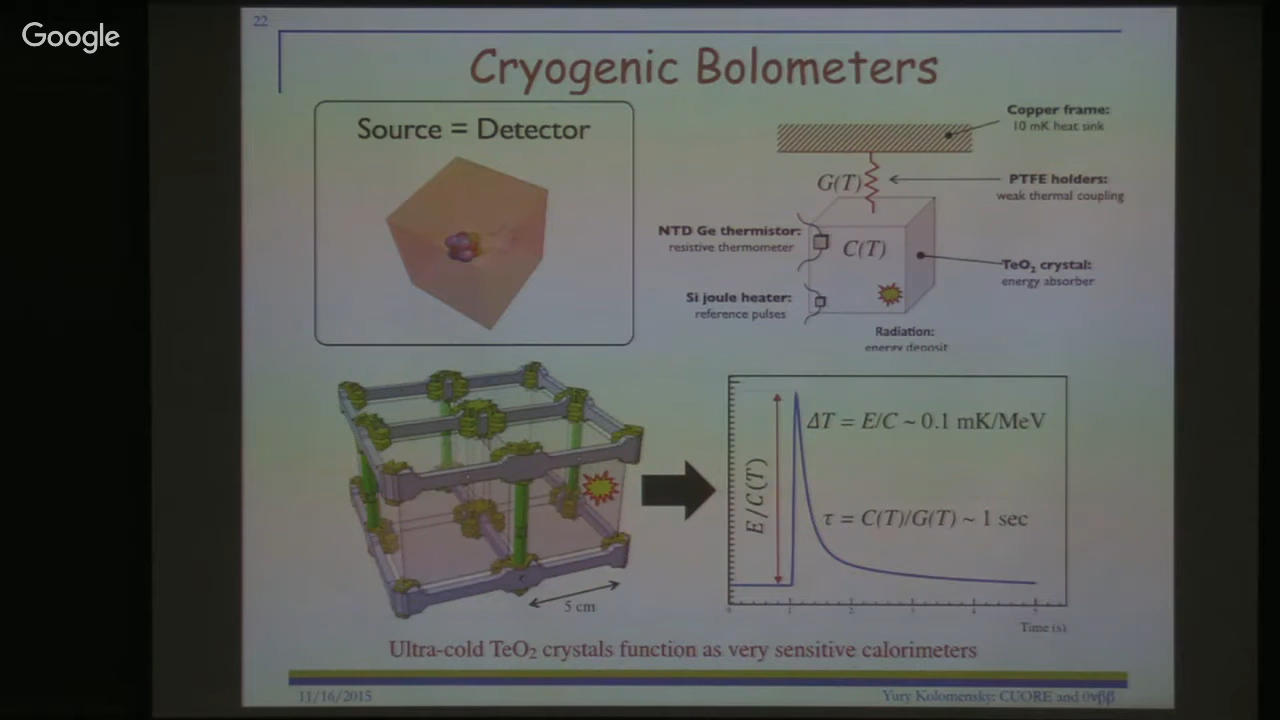 Google
22
Cryogenic Bolometers
Source = Detector
Copper frame:
10 mK heat sink
G(T)
PTFE holders:
weak thermal coupling
NTD Ge thermistor:
resistive thermometer
C(T)
TeO₂ crystal:
energy absorber
Si joule heater:
reference pulses
Radiation:
energy deposit
5 cm
E/C(T)
ΔT = E/C ~ 0.1 mK/MeV
τ = C(T)/G(T) ~ 1 sec
Time (s)
Ultra-cold TeO₂ crystals function as very sensitive calorimeters
11/16/2015
Yury Kolomensky: CUORE and 0νββ